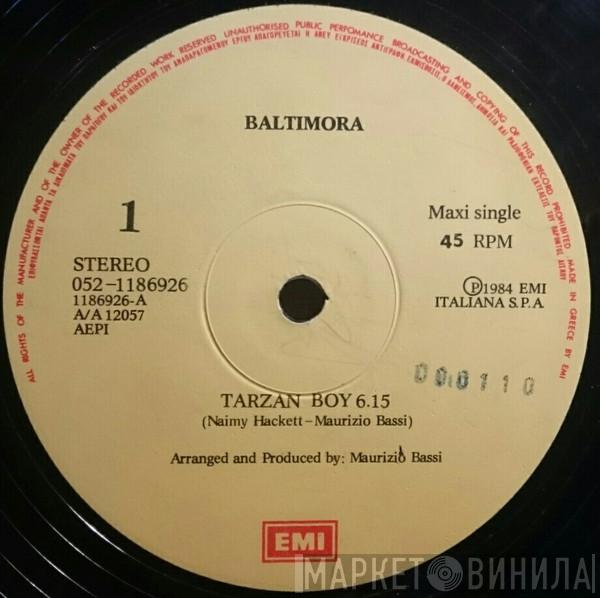 ALL RIGHTS OF THE MANUFACTURER AND OF THE OWNER OF THE RECORDED WORK RESERVED UNAUTHORISED PUBLIC PERFOMANCE BROADCASTING AND COPYING OF THIS RECORD PROHIBITED MADE IN GREECE BY EMI
BALTIMORA
1
Maxi single
45 RPM
STEREO
052-1186926
1186926-A
A/A 12057
AEPI
Ⓟ1984 EMI
ITALIANA S.P.A
000110
TARZAN BOY 6.15
(Naimy Hackett-Maurizio Bassi)
Arranged and Produced by: Maurizio Bassi
EMI
МАРКЕТ ВИНИЛА